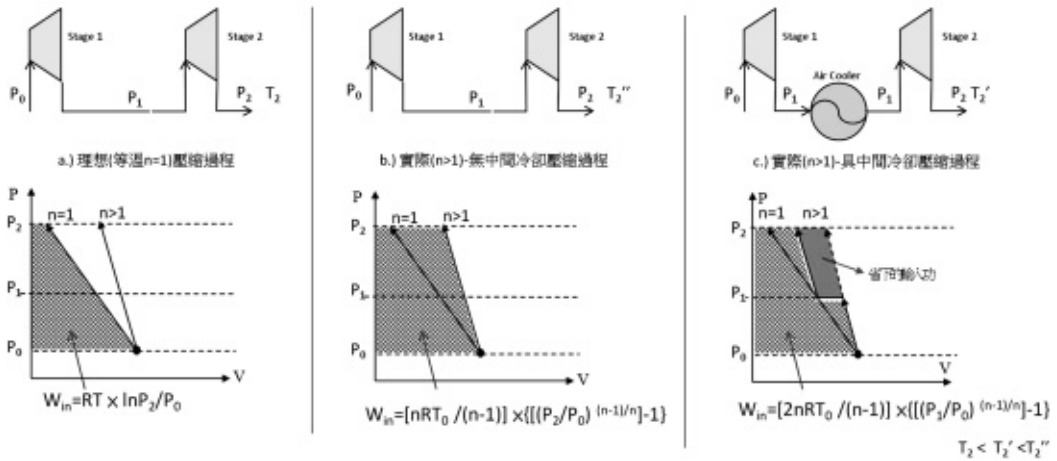 Stage 1
Stage 2
P₀
P₁
P₂ T₂
a.) 理想(等溫n=1)壓縮過程
P
P₂
n=1
n>1
P₁
P₀
V
Wᵢₙ=RT × lnP₂/P₀
Stage 1
Stage 2
P₀
P₁
P₂ T₂′′
b.) 實際(n>1)-無中間冷卻壓縮過程
P
P₂
n=1
n>1
P₁
P₀
V
Wᵢₙ=[nRT₀ /(n-1)] ×{[(P₂/P₀) ⁽ⁿ⁻¹⁾/ⁿ]-1}
Stage 1
Stage 2
Air Cooler
P₀
P₁
P₁
P₂ T₂′
c.) 實際(n>1)-具中間冷卻壓縮過程
P
n=1
n>1
P₂
省下的輸入功
P₁
P₀
V
Wᵢₙ=[2nRT₀ /(n-1)] ×{[(P₁/P₀) ⁽ⁿ⁻¹⁾/ⁿ]-1}
T₂ < T₂′ <T₂′′